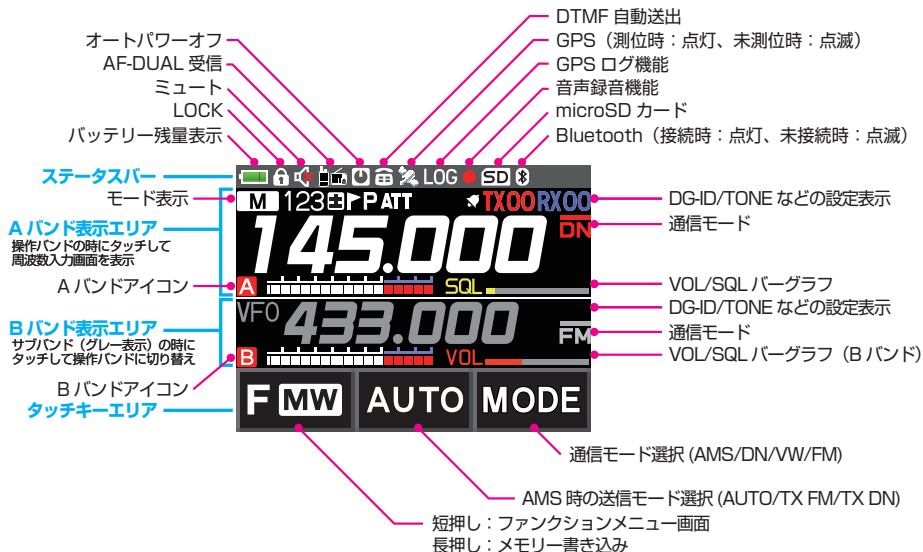 オートパワーオフ
AF-DUAL 受信
ミュート
LOCK
バッテリー残量表示
DTMF 自動送出
GPS（測位時：点灯、未測位時：点滅）
GPS ログ機能
音声録音機能
microSD カード
Bluetooth（接続時：点灯、未接続時：点滅）
ステータスバー
LOG SD
モード表示
M 123 P ATT TX00 RX00
DG-ID/TONE などの設定表示
A バンド表示エリア
操作バンドの時にタッチして
周波数入力画面を表示
145.000
DN
通信モード
A バンドアイコン
A SQL
VOL/SQL バーグラフ
B バンド表示エリア
サブバンド（グレー表示）の時に
タッチして操作バンドに切り替え
VFO 433.000
FM
DG-ID/TONE などの設定表示
通信モード
B VOL
VOL/SQL バーグラフ（B バンド）
B バンドアイコン
タッチキーエリア
F MW AUTO MODE
通信モード選択 (AMS/DN/VW/FM)
AMS 時の送信モード選択 (AUTO/TX FM/TX DN)
短押し：ファンクションメニュー画面
長押し：メモリー書き込み